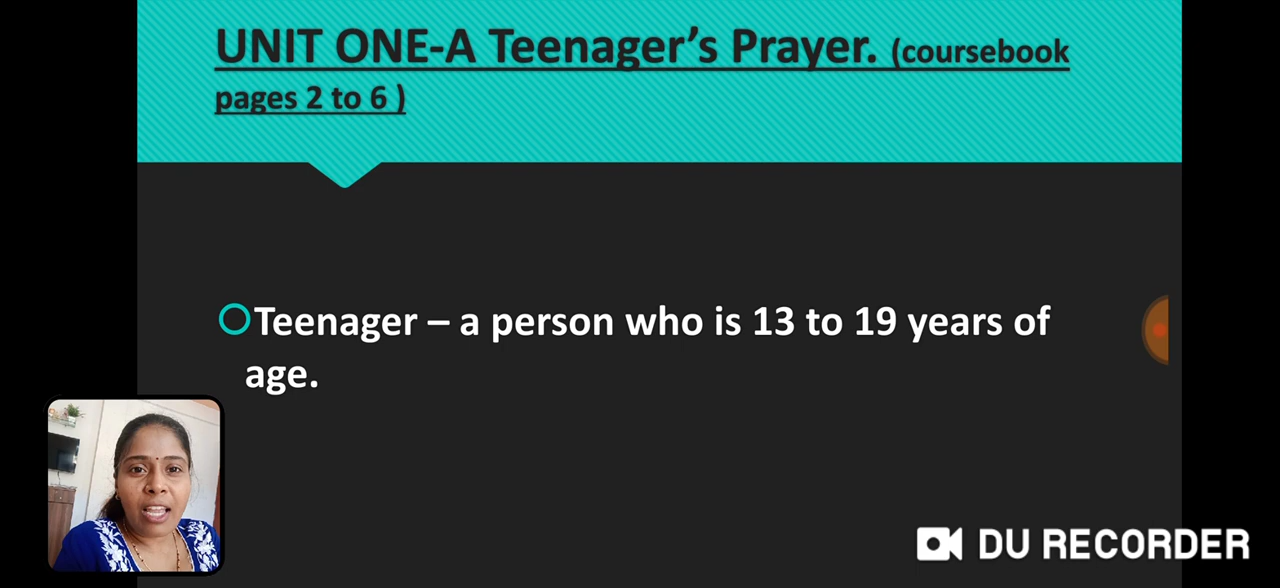 UNIT ONE-A Teenager’s Prayer. (coursebook
pages 2 to 6 )
Teenager – a person who is 13 to 19 years of
age.
DU RECORDER